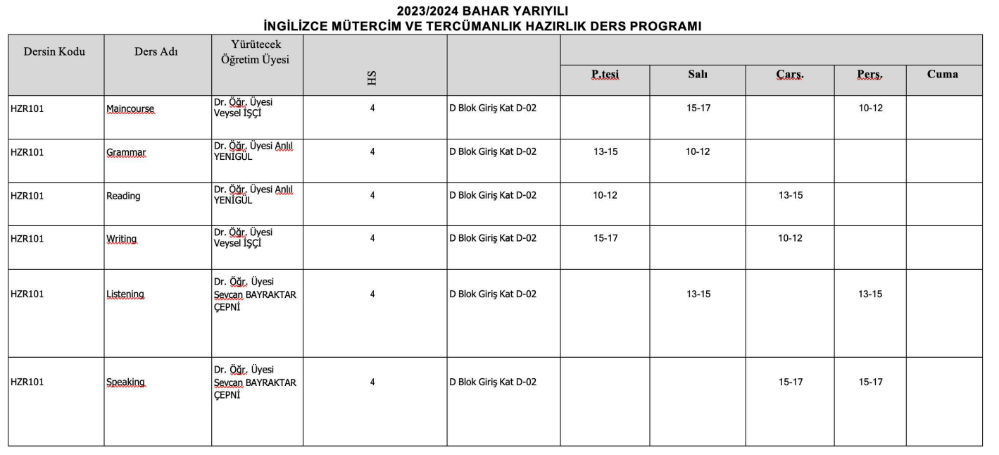 2023/2024 BAHAR YARIYILI
İNGİLİZCE MÜTERCİM VE TERCÜMANLIK HAZIRLIK DERS PROGRAMI
Dersin Kodu Ders Adı Yürütecek Öğretim Üyesi HS
P.tesi Salı Çarş. Perş. Cuma
HZR101 Maincourse Dr. Öğr. Üyesi Veysel İŞÇİ 4 D Blok Giriş Kat D-02 15-17 10-12
HZR101 Grammar Dr. Öğr. Üyesi Anlıl YENİGÜL 4 D Blok Giriş Kat D-02 13-15 10-12
HZR101 Reading Dr. Öğr. Üyesi Anlıl YENİGÜL 4 D Blok Giriş Kat D-02 10-12 13-15
HZR101 Writing Dr. Öğr. Üyesi Veysel İŞÇİ 4 D Blok Giriş Kat D-02 15-17 10-12
HZR101 Listening Dr. Öğr. Üyesi Sevcan BAYRAKTAR ÇEPNİ 4 D Blok Giriş Kat D-02 13-15 13-15
HZR101 Speaking Dr. Öğr. Üyesi Sevcan BAYRAKTAR ÇEPNİ 4 D Blok Giriş Kat D-02 15-17 15-17